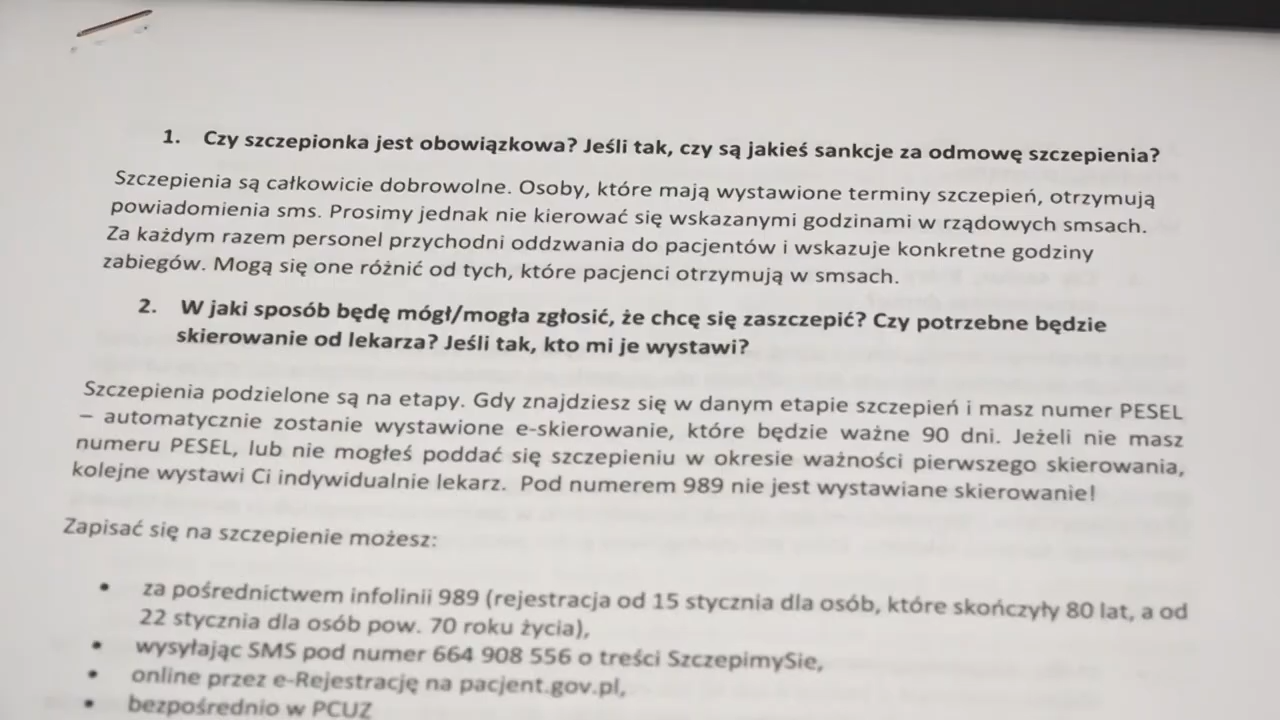 1. Czy szczepionka jest obowiązkowa? Jeśli tak, czy są jakieś sankcje za odmowę szczepienia?
Szczepienia są całkowicie dobrowolne. Osoby, które mają wystawione terminy szczepień, otrzymują
powiadomienia sms. Prosimy jednak nie kierować się wskazanymi godzinami w rządowych smsach.
Za każdym razem personel przychodni oddzwania do pacjentów i wskazuje konkretne godziny
zabiegów. Mogą się one różnić od tych, które pacjenci otrzymują w smsach.
2. W jaki sposób będę mógł/mogła zgłosić, że chcę się zaszczepić? Czy potrzebne będzie
skierowanie od lekarza? Jeśli tak, kto mi je wystawi?
Szczepienia podzielone są na etapy. Gdy znajdziesz się w danym etapie szczepień i masz numer PESEL
– automatycznie zostanie wystawione e-skierowanie, które będzie ważne 90 dni. Jeżeli nie masz
numeru PESEL, lub nie mogłeś poddać się szczepieniu w okresie ważności pierwszego skierowania,
kolejne wystawi Ci indywidualnie lekarz. Pod numerem 989 nie jest wystawiane skierowanie!
Zapisać się na szczepienie możesz:
• za pośrednictwem infolinii 989 (rejestracja od 15 stycznia dla osób, które skończyły 80 lat, a od
22 stycznia dla osób pow. 70 roku życia),
• wysyłając SMS pod numer 664 908 556 o treści SzczepimySie,
• online przez e-Rejestrację na pacjent.gov.pl,
• bezpośrednio w PCUZ